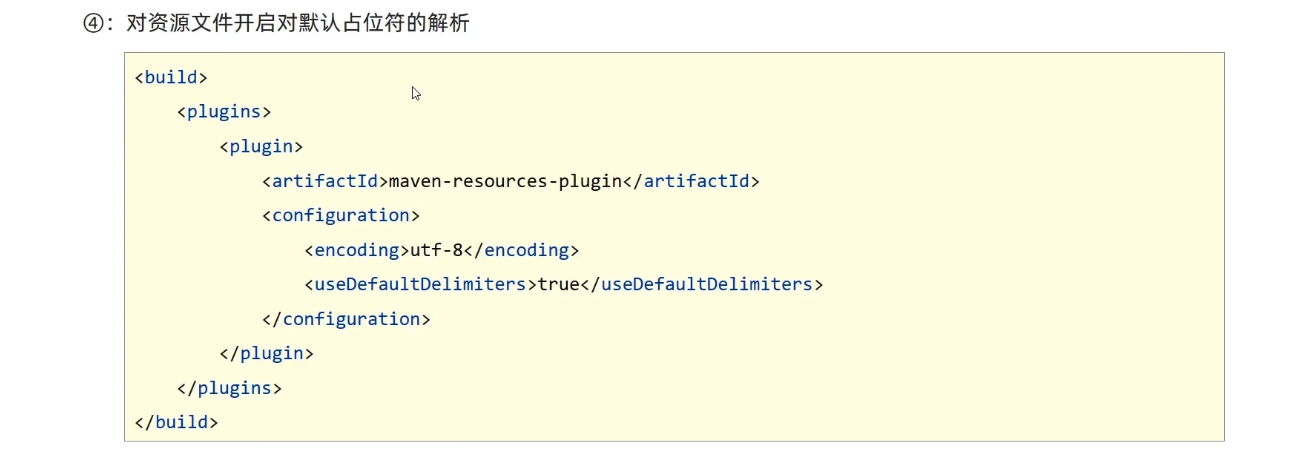 ④：对资源文件开启对默认占位符的解析
<build>
    <plugins>
        <plugin>
            <artifactId>maven-resources-plugin</artifactId>
            <configuration>
                <encoding>utf-8</encoding>
                <useDefaultDelimiters>true</useDefaultDelimiters>
            </configuration>
        </plugin>
    </plugins>
</build>